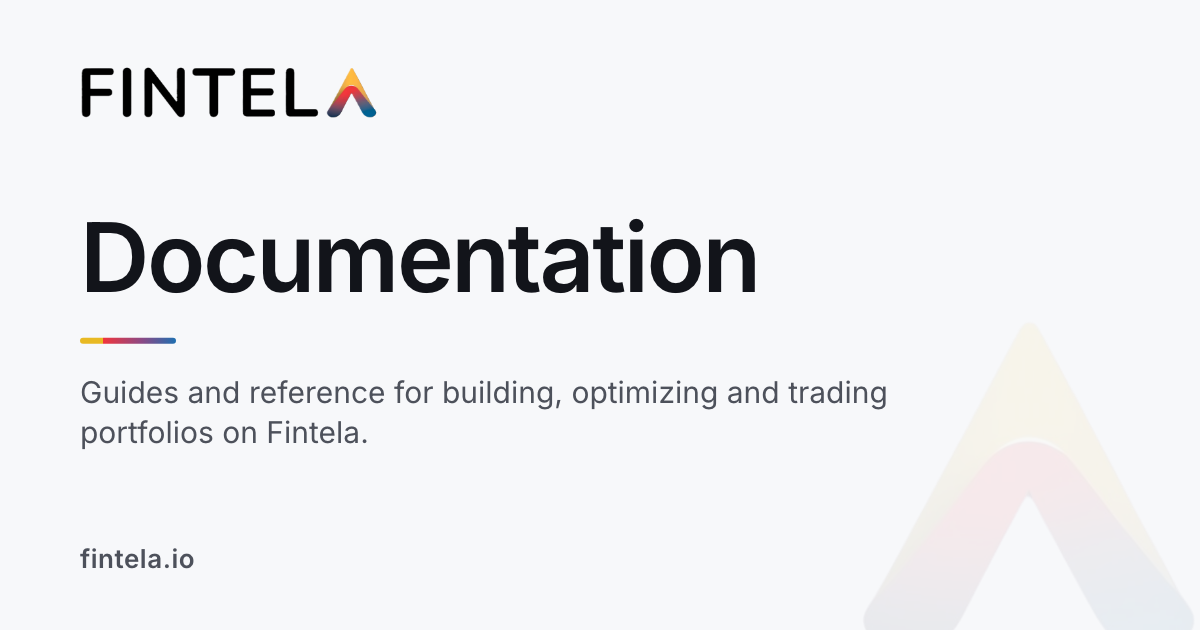 FINTELA
Documentation
Guides and reference for building, optimizing and trading
portfolios on Fintela.
fintela.io